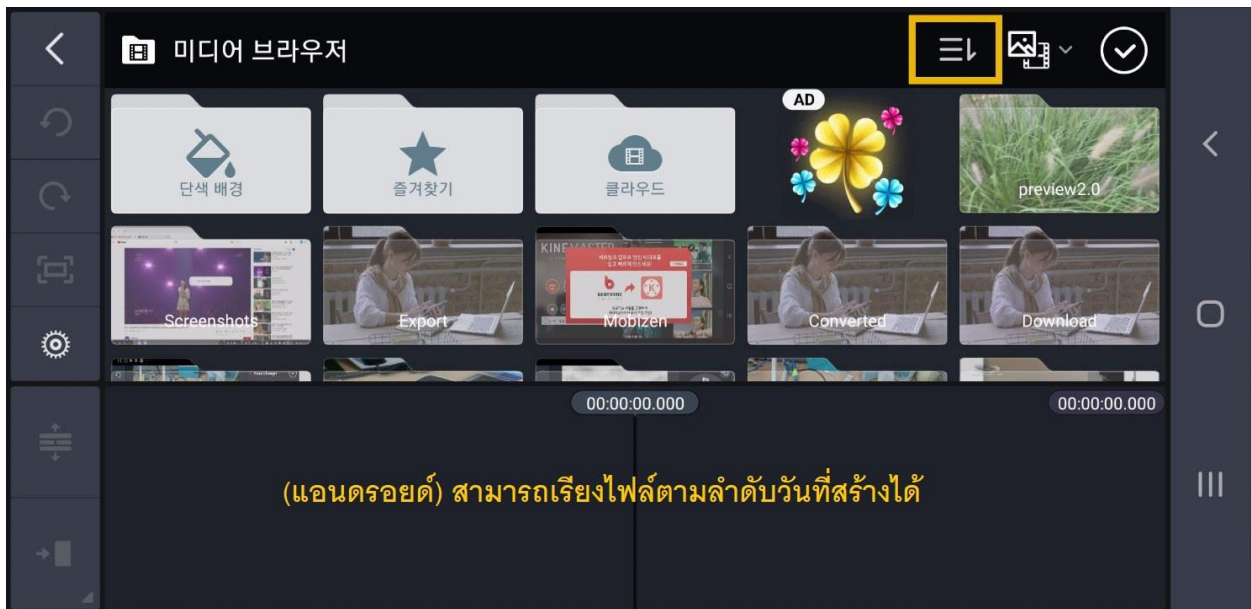 미디어 브라우저
AD
단색 배경
즐겨찾기
클라우드
preview2.0
KINEMASTER
Screenshots
Export
Mobizen
Converted
Download
00:00:00.000
00:00:00.000
(แอนดรอยด์) สามารถเรียงไฟล์ตามลำดับวันที่สร้างได้